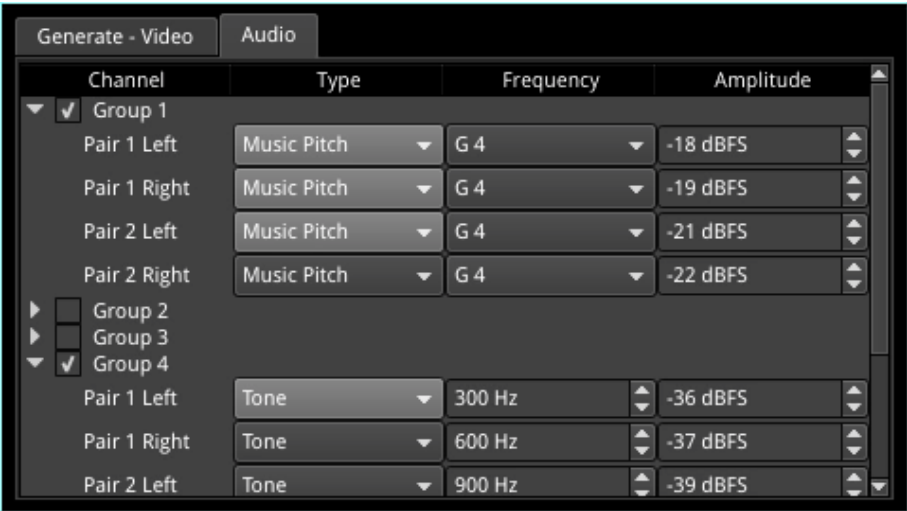 Generate - Video Audio
Channel Type Frequency Amplitude
Group 1
Pair 1 Left Music Pitch G 4 -18 dBFS
Pair 1 Right Music Pitch G 4 -19 dBFS
Pair 2 Left Music Pitch G 4 -21 dBFS
Pair 2 Right Music Pitch G 4 -22 dBFS
Group 2
Group 3
Group 4
Pair 1 Left Tone 300 Hz -36 dBFS
Pair 1 Right Tone 600 Hz -37 dBFS
Pair 2 Left Tone 900 Hz -39 dBFS